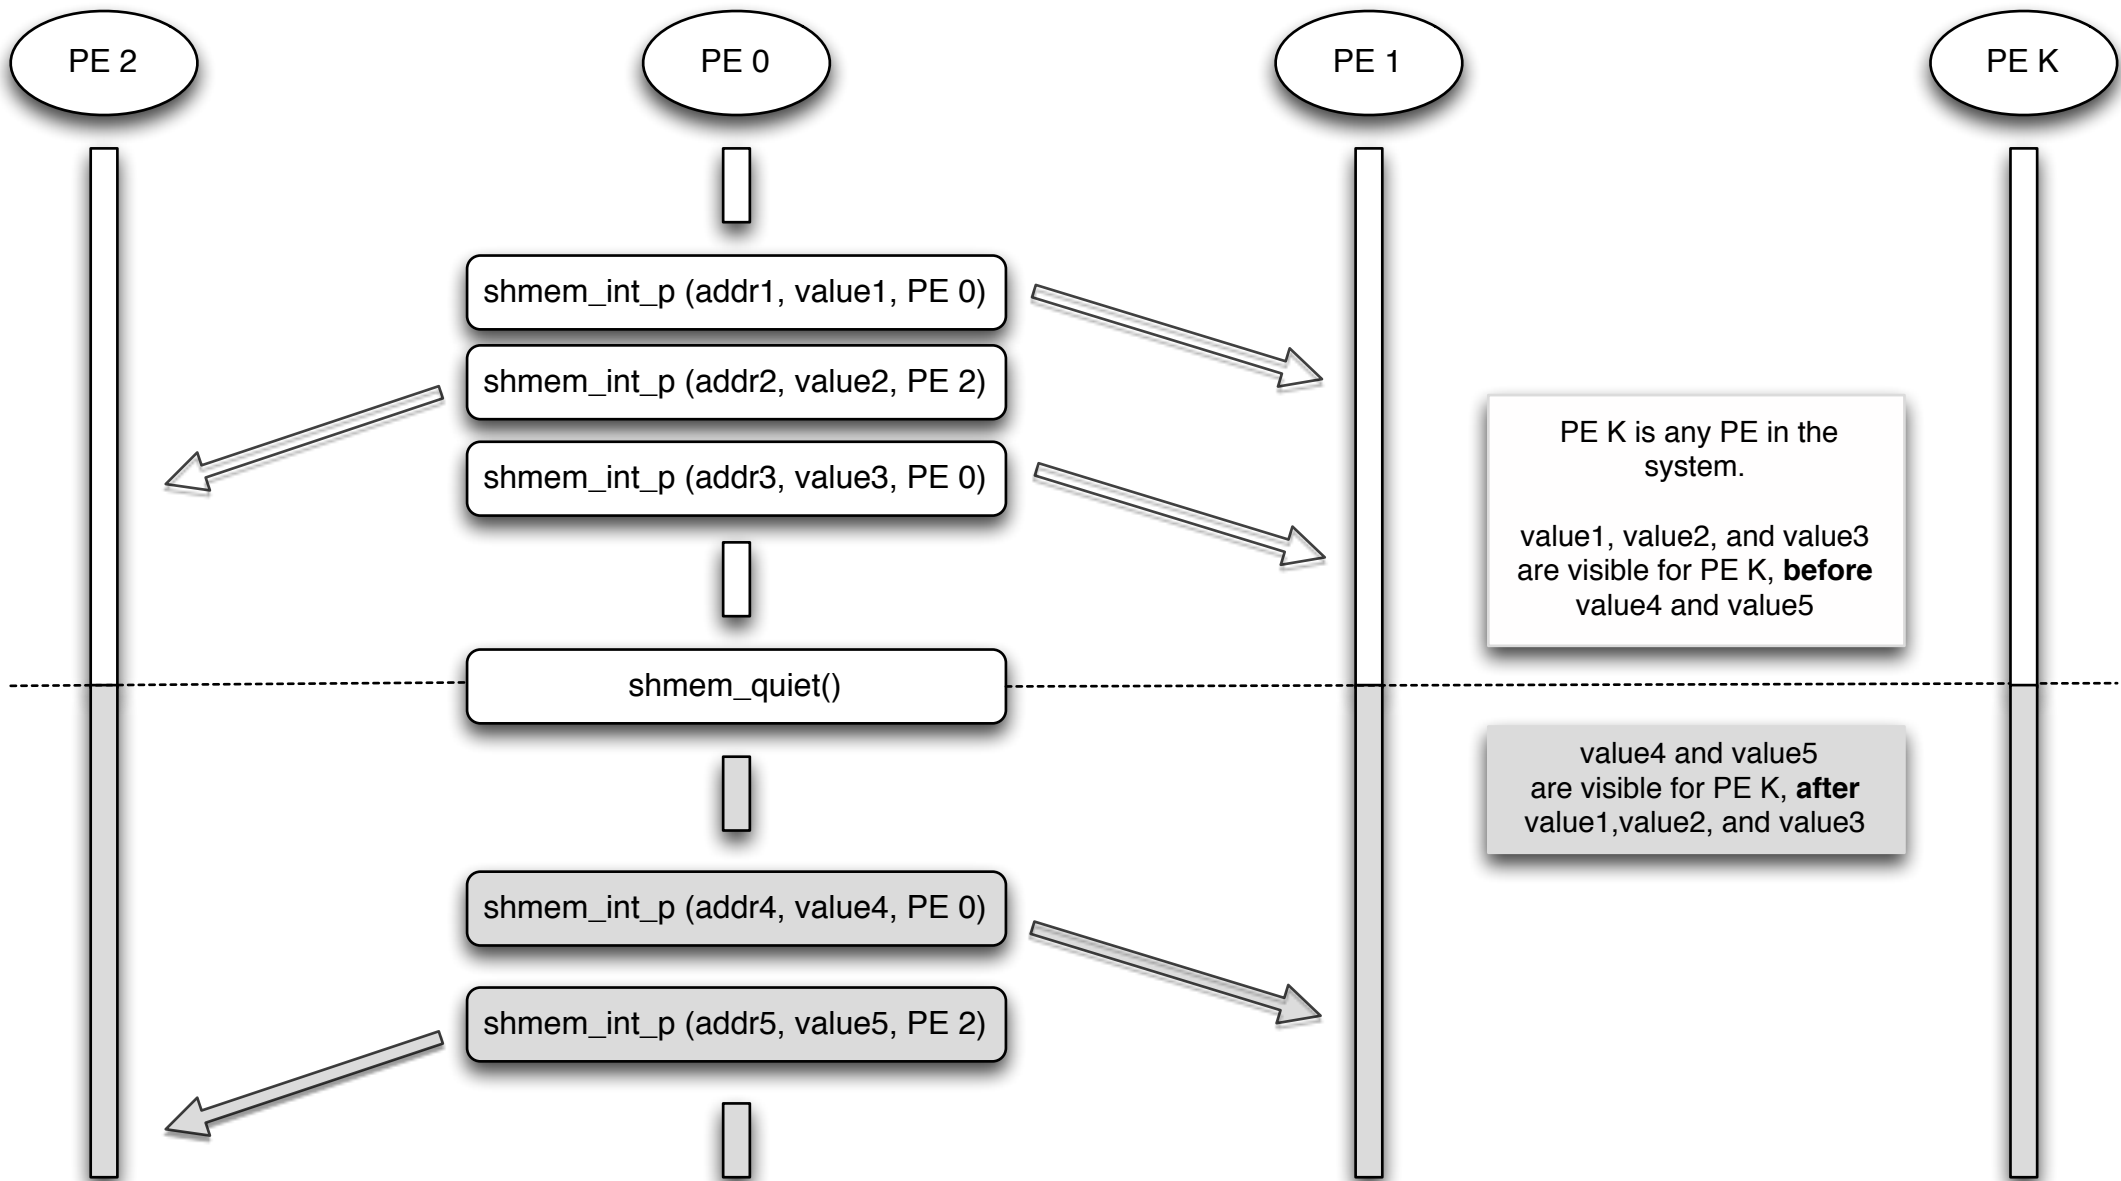 PE 2
PE 0
PE 1
PE K
shmem_int_p (addr1, value1, PE 0)
shmem_int_p (addr2, value2, PE 2)
shmem_int_p (addr3, value3, PE 0)
PE K is any PE in the
system.
value1, value2, and value3
are visible for PE K, before
value4 and value5
shmem_quiet()
value4 and value5
are visible for PE K, after
value1,value2, and value3
shmem_int_p (addr4, value4, PE 0)
shmem_int_p (addr5, value5, PE 2)